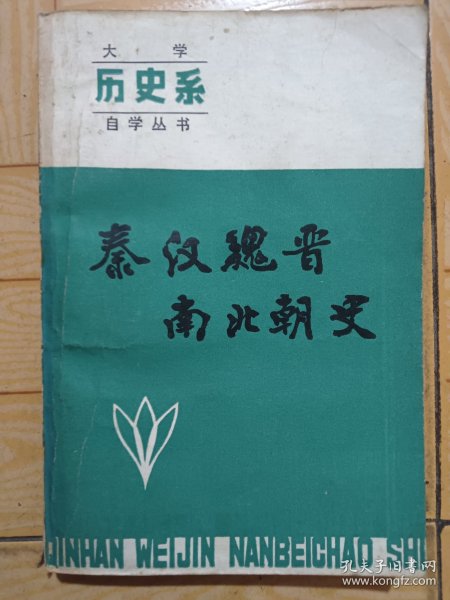 大学
历史系
自学丛书
秦汉魏晋
南北朝史
QINHAN WEIJIN NANBEICHAO SHI
孔夫子旧书网
www.kongfz.com